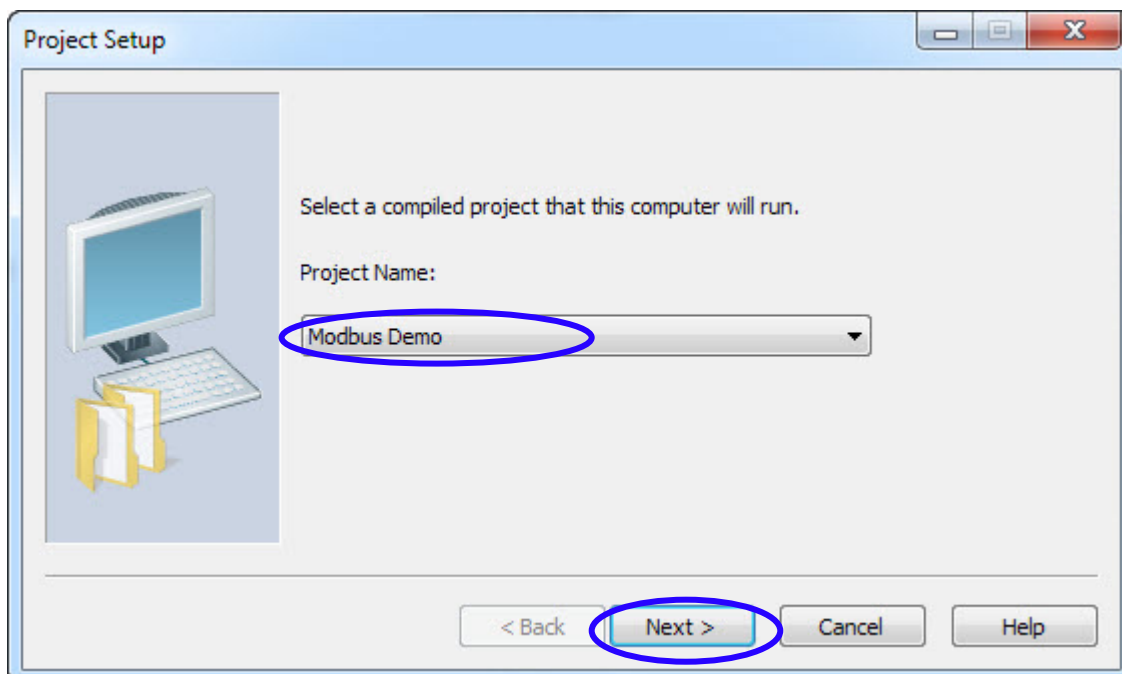 Project Setup
Select a compiled project that this computer will run.
Project Name:
Modbus Demo
< Back Next > Cancel Help